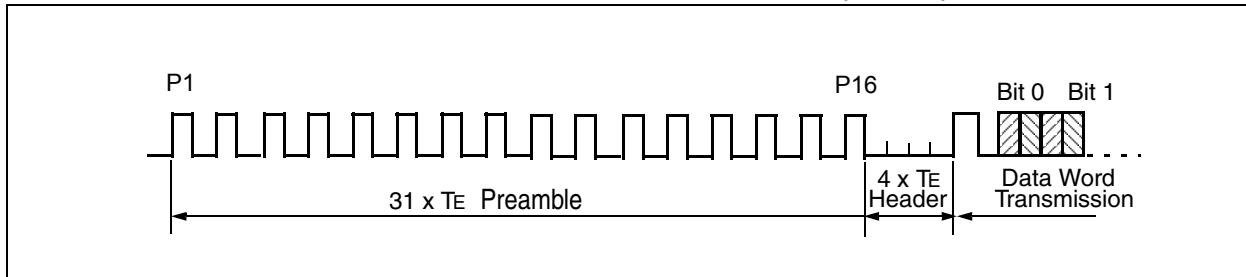 P1
P16
Bit 0 Bit 1
31 x TE Preamble
4 x TE
Header
Data Word
Transmission